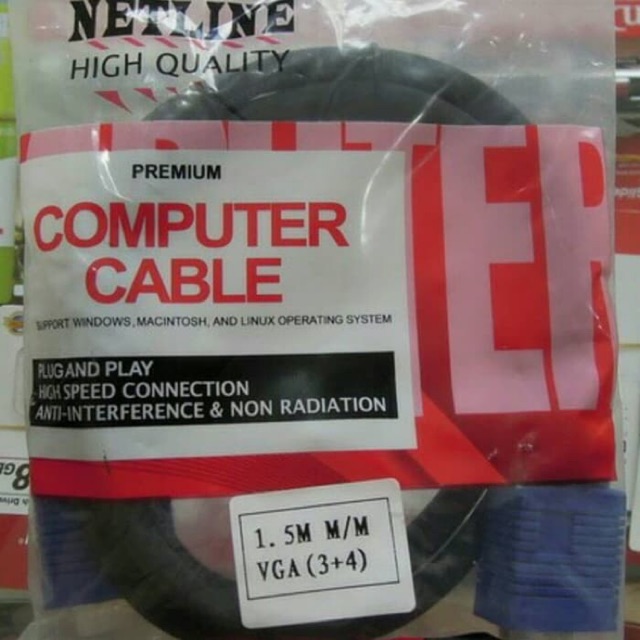 NETLINE
HIGH QUALITY
PREMIUM
COMPUTER
CABLE
SUPPORT WINDOWS, MACINTOSH, AND LINUX OPERATING SYSTEM
PLUG AND PLAY
HIGH SPEED CONNECTION
ANTI-INTERFERENCE & NON RADIATION
1.5M M/M
VGA(3+4)